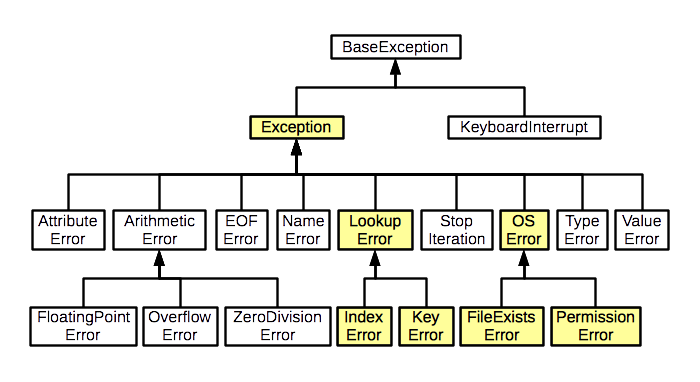 BaseException
Exception
KeyboardInterrupt
Attribute
Error
Arithmetic
Error
EOF
Error
Name
Error
Lookup
Error
Stop
Iteration
OS
Error
Type
Error
Value
Error
FloatingPoint
Error
Overflow
Error
ZeroDivision
Error
Index
Error
Key
Error
FileExists
Error
Permission
Error